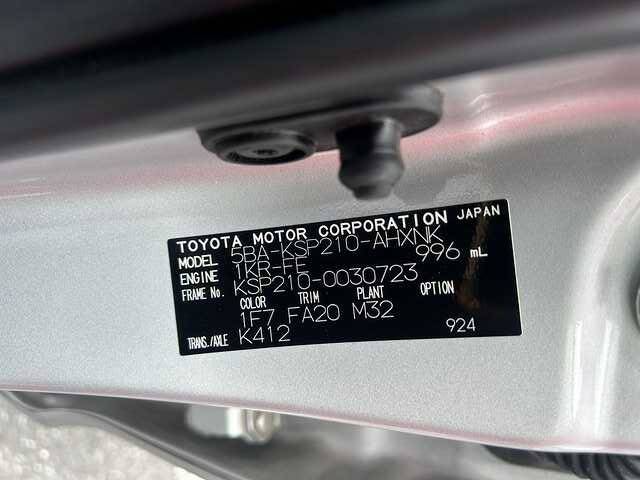 TOYOTA MOTOR CORPORATION JAPAN
MODEL 5BA-KSP210-AHXNK
ENGINE 1KR-FE 996 mL
FRAME No. KSP210-0030723
COLOR TRIM PLANT OPTION
1F7 FA20 M32
TRANS./AXLE K412 924